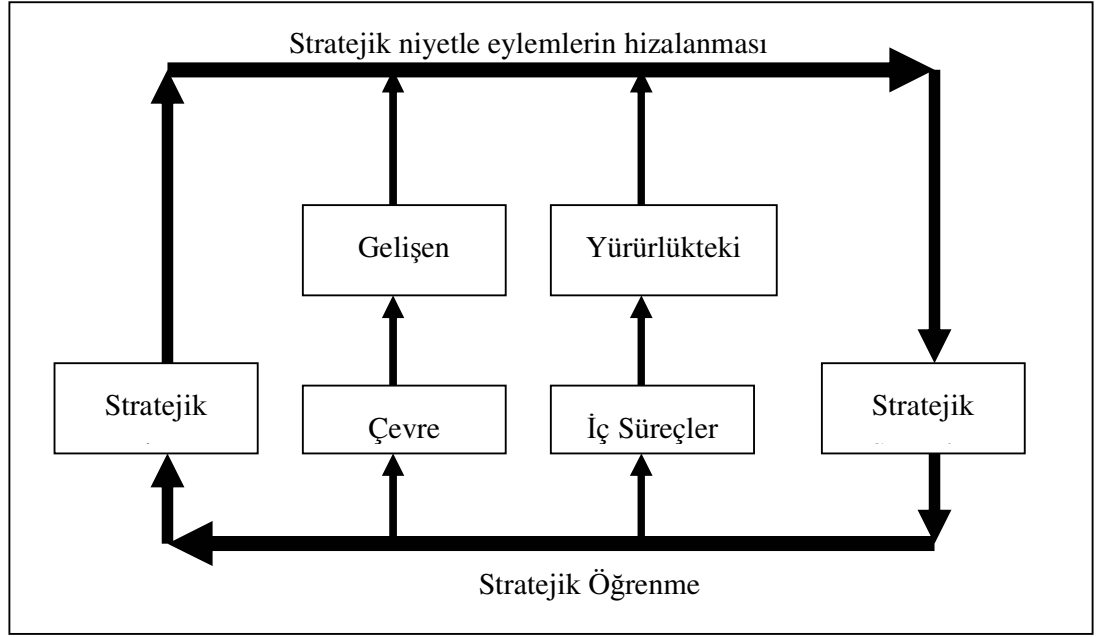 Stratejik niyetle eylemlerin hizalanması
Gelişen
Yürürlükteki
Stratejik
Çevre
İç Süreçler
Stratejik
Stratejik Öğrenme